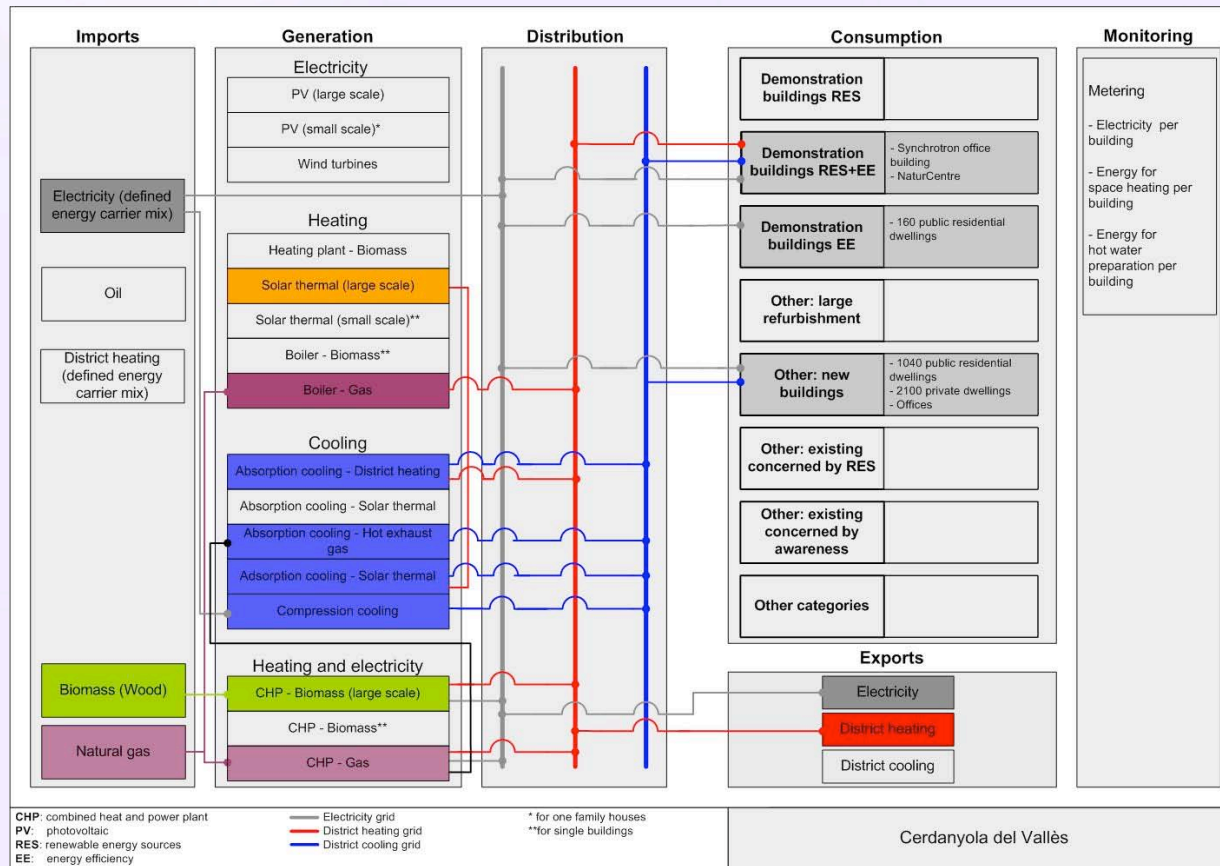 Imports
Generation
Distribution
Consumption
Monitoring
Electricity (defined
energy carrier mix)
Oil
District heating
(defined energy
carrier mix)
Biomass (Wood)
Natural gas
Electricity
PV (large scale)
PV (small scale)*
Wind turbines
Heating
Heating plant - Biomass
Solar thermal (large scale)
Solar thermal (small scale)**
Boiler - Biomass**
Boiler - Gas
Cooling
Absorption cooling - District heating
Absorption cooling - Solar thermal
Absorption cooling - Hot exhaust
gas
Adsorption cooling - Solar thermal
Compression cooling
Heating and electricity
CHP - Biomass (large scale)
CHP - Biomass**
CHP - Gas
Demonstration
buildings RES
Demonstration
buildings RES+EE
- Synchrotron office
building
- NaturCentre
Demonstration
buildings EE
- 160 public residential
dwellings
Other: large
refurbishment
Other: new
buildings
- 1040 public residential
dwellings
- 2100 private dwellings
- Offices
Other: existing
concerned by RES
Other: existing
concerned by
awareness
Other categories
Exports
Electricity
District heating
District cooling
Metering
- Electricity per
building
- Energy for
space heating per
building
- Energy for
hot water
preparation per
building
CHP: combined heat and power plant
PV: photovoltaic
RES: renewable energy sources
EE: energy efficiency
Electricity grid
District heating grid
District cooling grid
* for one family houses
**for single buildings
Cerdanyola del Vallès